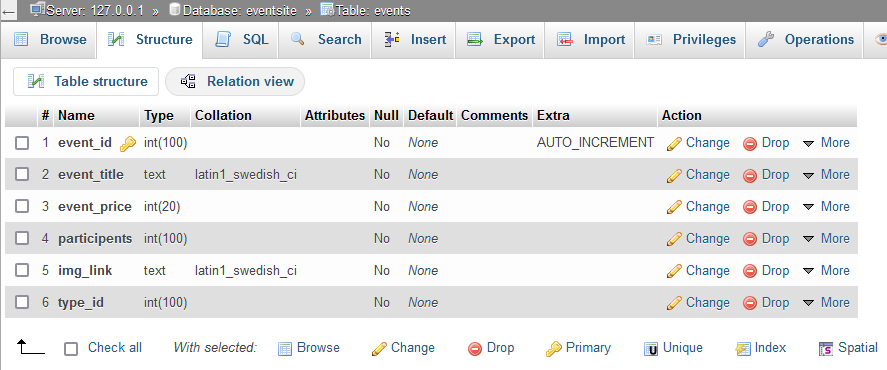 Server: 127.0.0.1 » Database: eventsite » Table: events
Browse Structure SQL Search Insert Export Import Privileges Operations
Table structure Relation view
# Name Type Collation Attributes Null Default Comments Extra Action
1 event_id int(100) No None AUTO_INCREMENT Change Drop More
2 event_title text latin1_swedish_ci No None Change Drop More
3 event_price int(20) No None Change Drop More
4 participents int(100) No None Change Drop More
5 img_link text latin1_swedish_ci No None Change Drop More
6 type_id int(100) No None Change Drop More
Check all With selected: Browse Change Drop Primary Unique Index Spatial